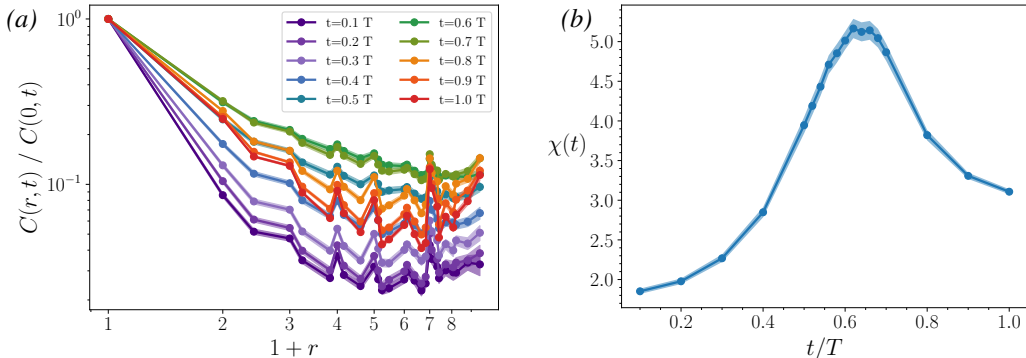 (a)
C(r, t) / C(0, t)
10⁰
10⁻¹
t=0.1 T
t=0.2 T
t=0.3 T
t=0.4 T
t=0.5 T
t=0.6 T
t=0.7 T
t=0.8 T
t=0.9 T
t=1.0 T
1 2 3 4 5 6 7 8
1 + r
(b)
χ(t)
5.0
4.5
4.0
3.5
3.0
2.5
2.0
0.2 0.4 0.6 0.8 1.0
t/T